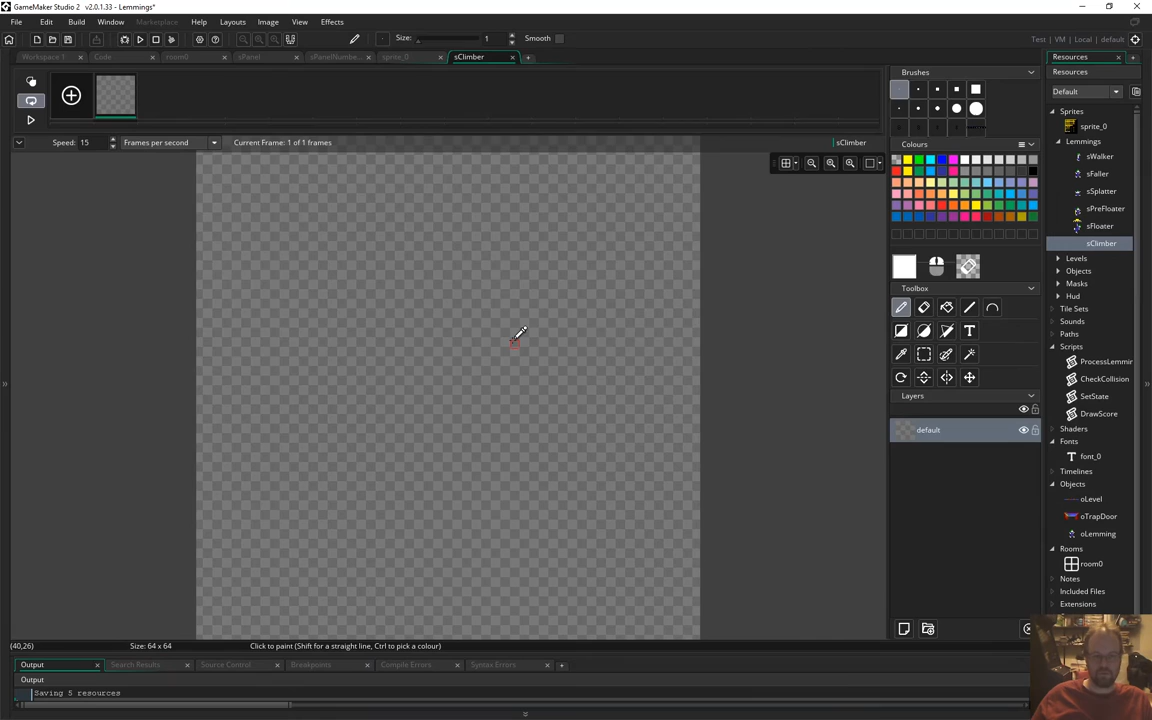 GameMaker Studio 2 v2.0.1.33 - Lemmings*
File Edit Build Window Marketplace Help Layouts Image View Effects
Size: 1 Smooth
Test | VM | Local | default
Workspace 1 Code room0 sPanel sPanelNumbe... sprite_0 sClimber
Resources
Resources
Brushes
Default
Sprites
sprite_0
Speed: 15 Frames per second Current Frame: 1 of 1 frames sClimber
Colours
Lemmings
sWalker
sFaller
sSplatter
sPreFloater
sFloater
sClimber
Levels
Objects
Masks
Hud
Toolbox
Tile Sets
Sounds
Paths
Scripts
ProcessLemmin
CheckCollision
SetState
Layers
DrawScore
default
Shaders
Fonts
font_0
Timelines
Objects
oLevel
oTrapDoor
oLemming
Rooms
room0
Notes
Included Files
Extensions
(40,26) Size: 64 x 64 Click to paint (Shift for a straight line, Ctrl to pick a colour)
Output Search Results Source Control Breakpoints Compile Errors Syntax Errors
Output
Saving 5 resources